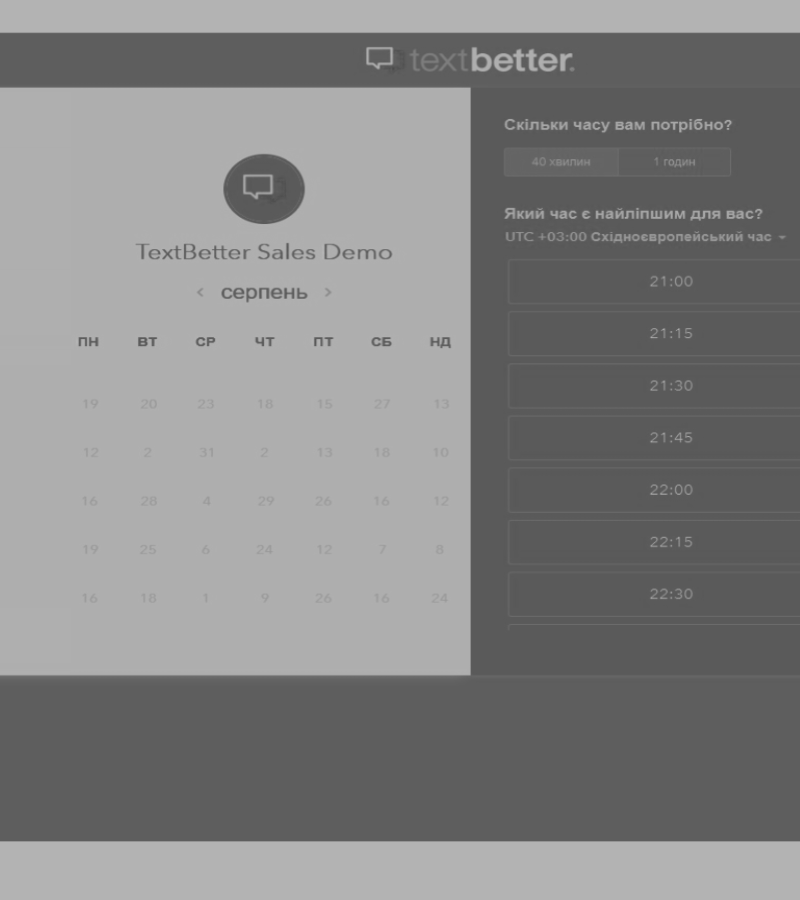 textbetter.
TextBetter Sales Demo
‹ серпень ›
ПН ВТ СР ЧТ ПТ СБ НД
19 20 23 18 15 27 13
12 2 31 2 13 18 10
16 28 4 29 26 16 12
19 25 6 24 12 7 8
16 18 1 9 26 16 24
Скільки часу вам потрібно?
40 хвилин 1 годин
Який час є найліпшим для вас?
UTC +03:00 Східноєвропейський час
21:00
21:15
21:30
21:45
22:00
22:15
22:30